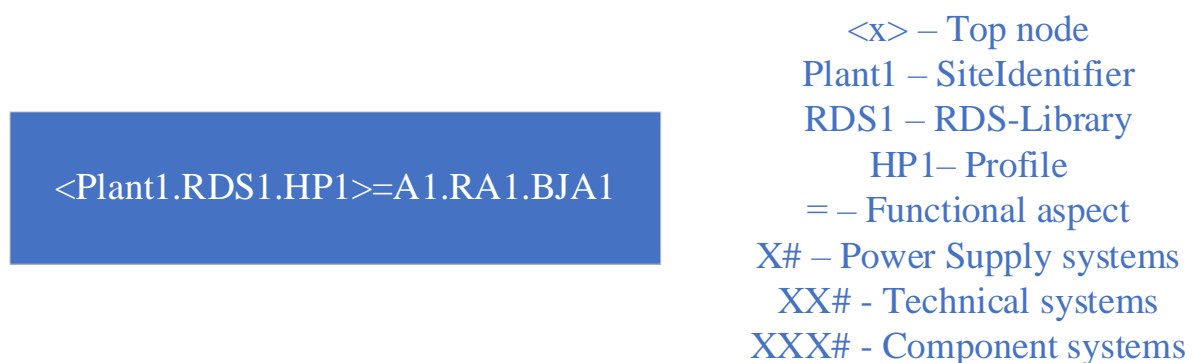 <Plant1.RDS1.HP1>=A1.RA1.BJA1
<x> – Top node
Plant1 – SiteIdentifier
RDS1 – RDS-Library
HP1– Profile
= – Functional aspect
X# – Power Supply systems
XX# - Technical systems
XXX# - Component systems